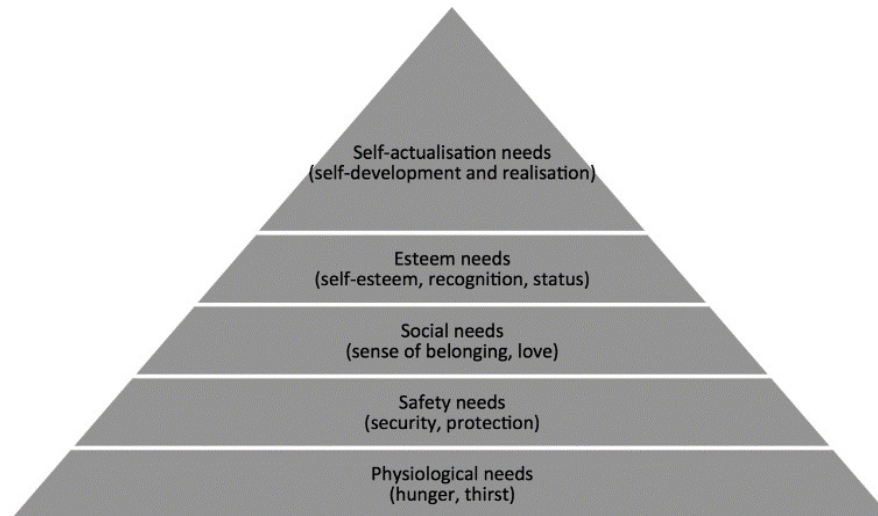 Self-actualisation needs
(self-development and realisation)
Esteem needs
(self-esteem, recognition, status)
Social needs
(sense of belonging, love)
Safety needs
(security, protection)
Physiological needs
(hunger, thirst)